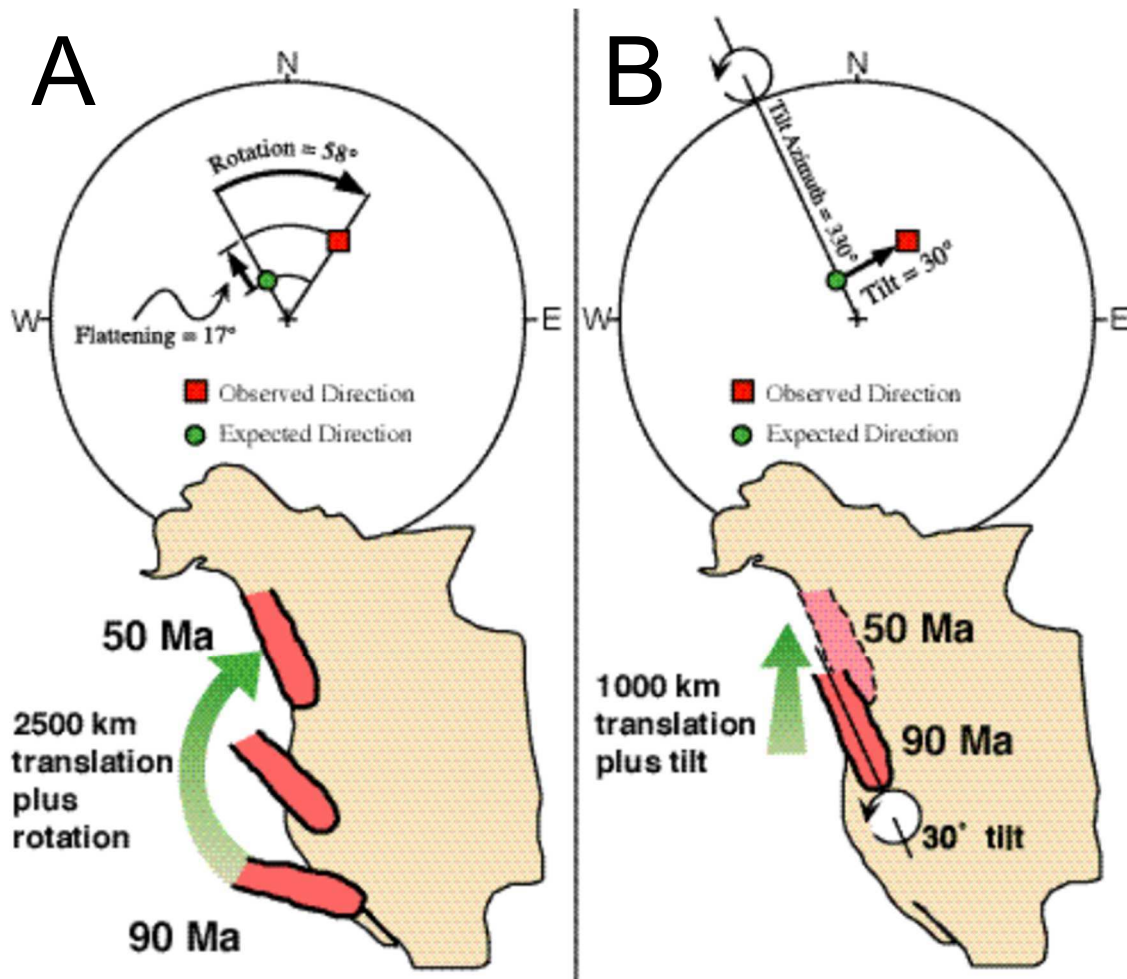 A
N
Rotation = 58°
W
E
Flattening = 17°
Observed Direction
Expected Direction
50 Ma
2500 km
translation
plus
rotation
90 Ma
B
N
Tilt Azimuth = 330°
Tilt = 30°
W
E
Observed Direction
Expected Direction
50 Ma
1000 km
translation
plus tilt
90 Ma
30° tilt